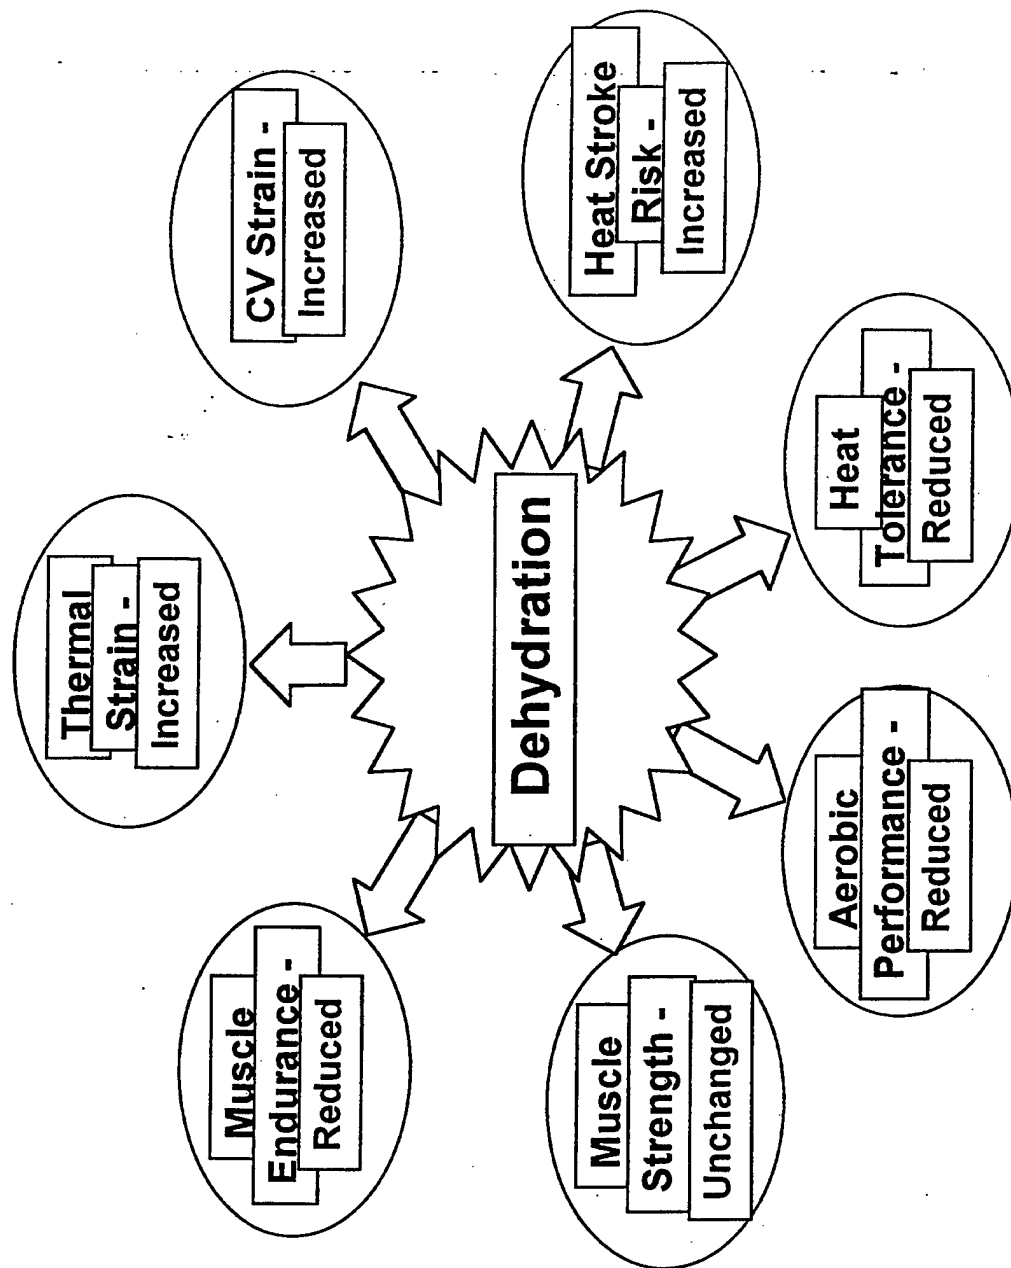 Thermal
Strain -
Increased
Muscle
Endurance -
Reduced
CV Strain -
Increased
Dehydration
Muscle
Strength -
Unchanged
Heat Stroke
Risk -
Increased
Aerobic
Performance -
Reduced
Heat
Tolerance -
Reduced